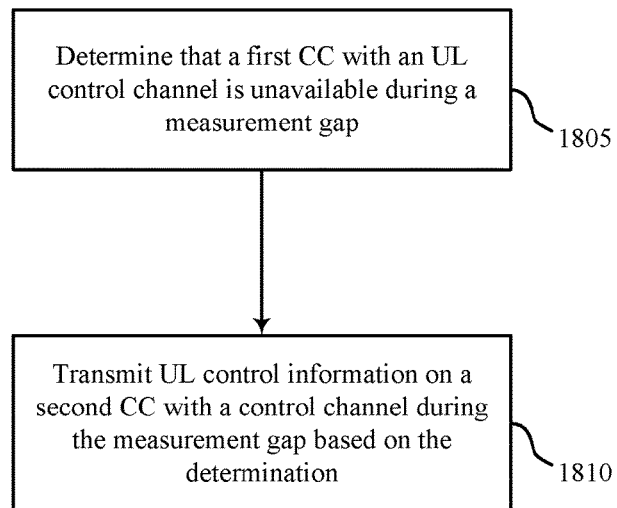 Determine that a first CC with an UL
control channel is unavailable during a
measurement gap
1805
Transmit UL control information on a
second CC with a control channel during
the measurement gap based on the
determination
1810